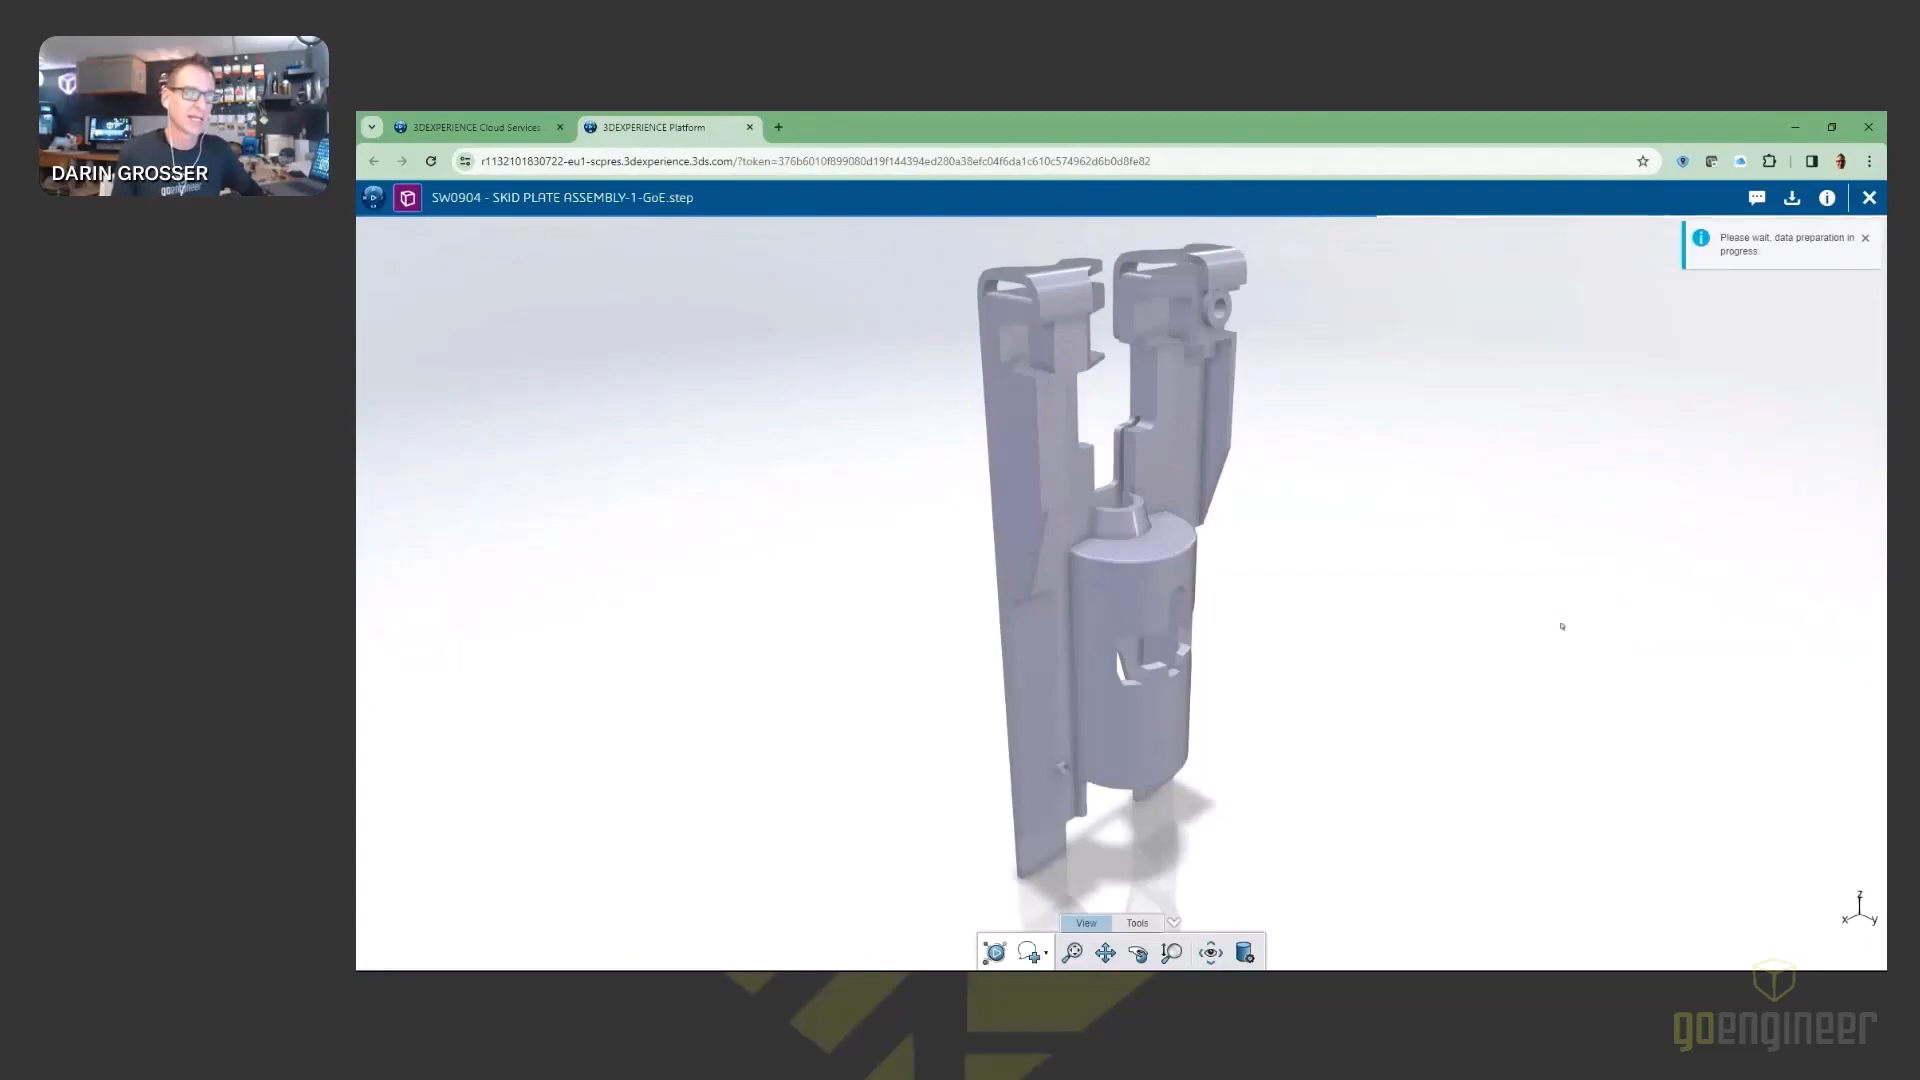 DARIN GROSSER
goengineer
3DEXPERIENCE Cloud Services
3DEXPERIENCE Platform
r1132101830722-eu1-scpres.3dexperience.3ds.com/?token=376b6010f899080d19f144394ed280a38efc04f6da1c610c574962d6b0d8fe82
SW0904 - SKID PLATE ASSEMBLY-1-GoE.step
Please wait, data preparation in
progress.
z
x y
View Tools
goengineer